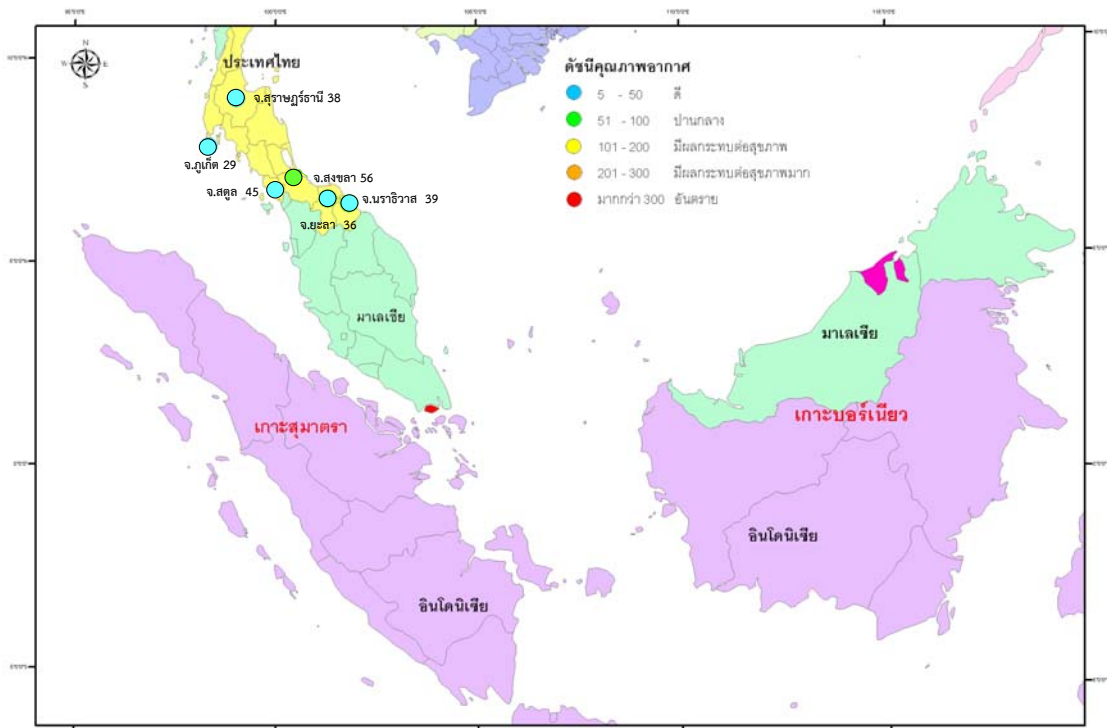 N
W E
S
ประเทศไทย
จ.สุราษฎร์ธานี 38
จ.ภูเก็ต 29
จ.สงขลา 56
จ.สตูล 45
จ.นราธิวาส 39
จ.ยะลา 36
ดัชนีคุณภาพอากาศ
5 - 50 ดี
51 - 100 ปานกลาง
101 - 200 มีผลกระทบต่อสุขภาพ
201 - 300 มีผลกระทบต่อสุขภาพมาก
มากกว่า 300 อันตราย
มาเลเซีย
มาเลเซีย
เกาะสุมาตรา
เกาะบอร์เนียว
อินโดนิเซีย
อินโดนิเซีย